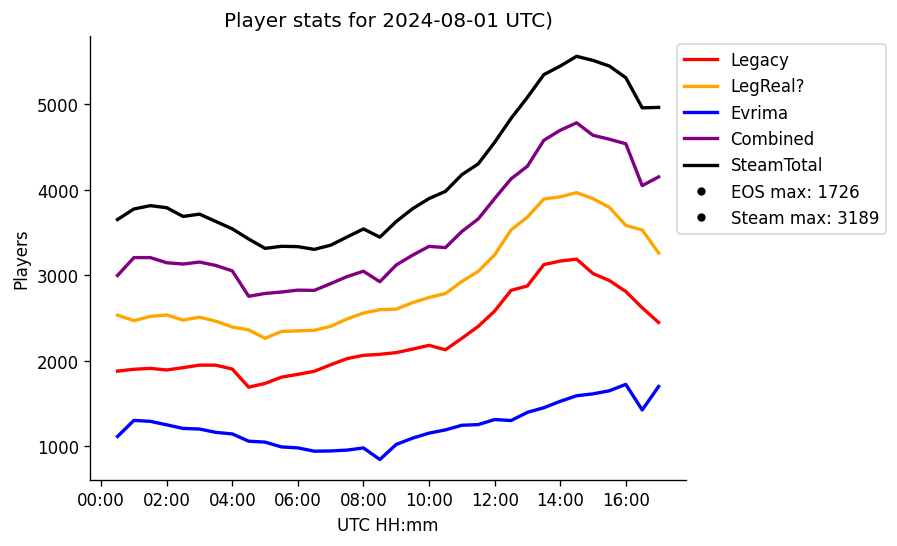 Player stats for 2024-08-01 UTC)
Legacy
LegReal?
Evrima
Combined
SteamTotal
EOS max: 1726
Steam max: 3189
Players
5000
4000
3000
2000
1000
00:00 02:00 04:00 06:00 08:00 10:00 12:00 14:00 16:00
UTC HH:mm